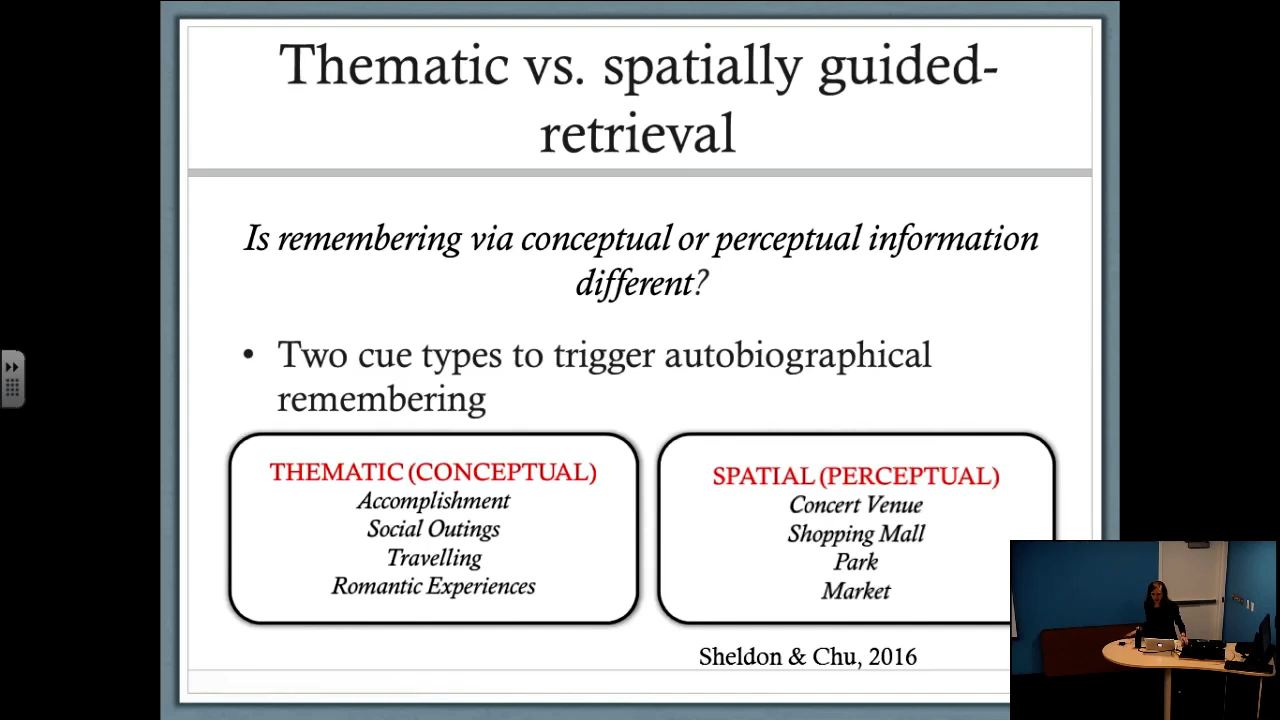 Thematic vs. spatially guided-
retrieval
Is remembering via conceptual or perceptual information
different?
• Two cue types to trigger autobiographical
remembering
THEMATIC (CONCEPTUAL)
Accomplishment
Social Outings
Travelling
Romantic Experiences
SPATIAL (PERCEPTUAL)
Concert Venue
Shopping Mall
Park
Market
Sheldon & Chu, 2016